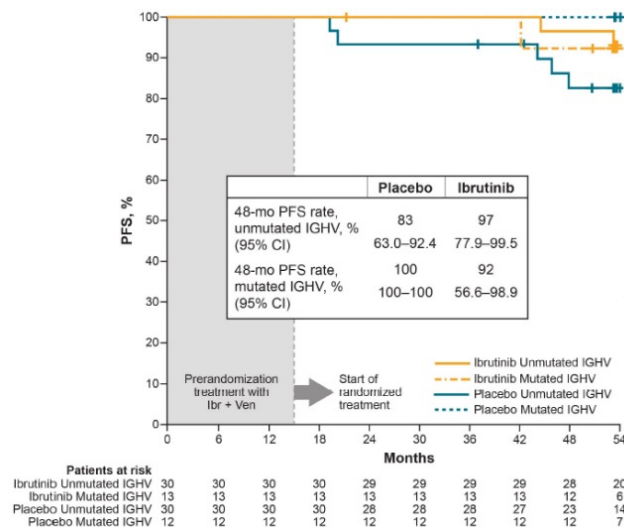 PFS, %
100
90
80
70
60
50
40
30
20
10
0
Placebo Ibrutinib
48-mo PFS rate,
unmutated IGHV, %
(95% CI)
83 97
63.0–92.4 77.9–99.5
48-mo PFS rate,
mutated IGHV, %
(95% CI)
100 92
100–100 56.6–98.9
Prerandomization
treatment with
Ibr + Ven
Start of
randomized
treatment
Ibrutinib Unmutated IGHV
Ibrutinib Mutated IGHV
Placebo Unmutated IGHV
Placebo Mutated IGHV
0 6 12 12 18 24 30 36 42 48 54
Months
Patients at risk
Ibrutinib Unmutated IGHV 30 30 30 30 30 29 29 29 29 28 20
Ibrutinib Mutated IGHV 13 13 13 13 13 13 13 13 13 12 6
Placebo Unmutated IGHV 30 30 30 30 30 28 28 28 27 23 14
Placebo Mutated IGHV 12 12 12 12 12 12 12 12 12 12 7